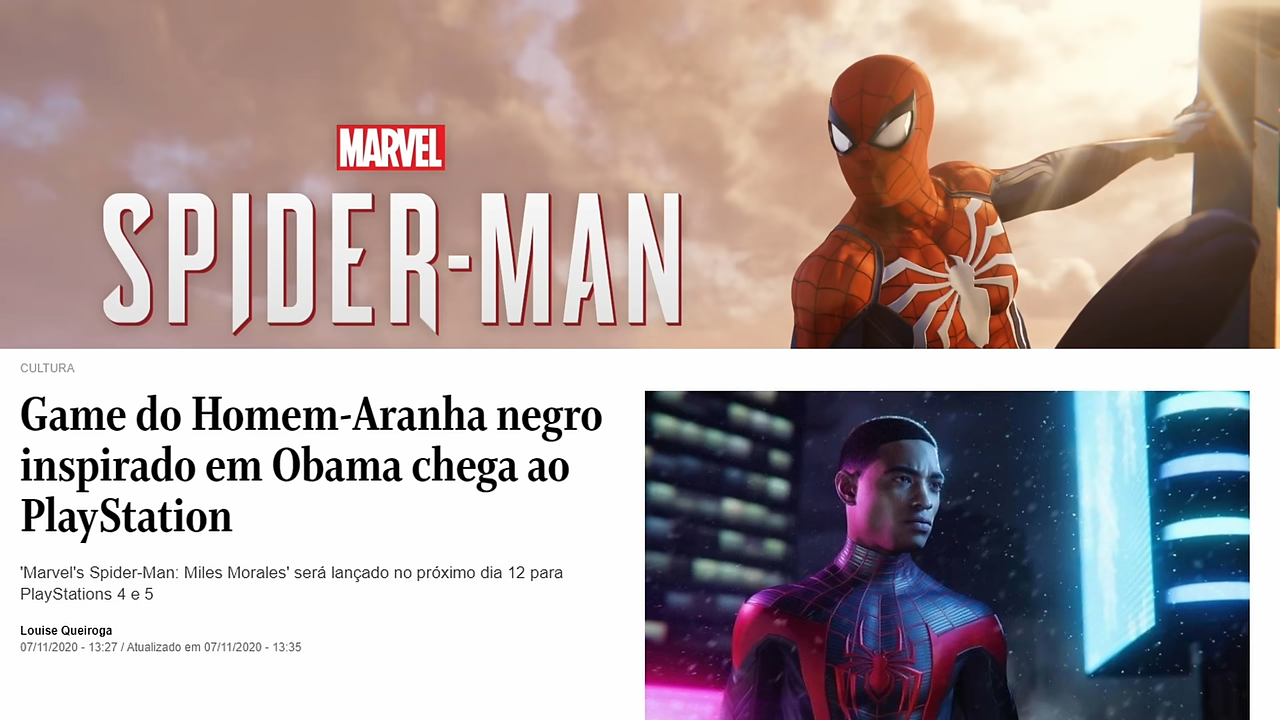 MARVEL
SPIDER-MAN
CULTURA
Game do Homem-Aranha negro
inspirado em Obama chega ao
PlayStation
'Marvel's Spider-Man: Miles Morales' será lançado no próximo dia 12 para
PlayStations 4 e 5
Louise Queiroga
07/11/2020 - 13:27 / Atualizado em 07/11/2020 - 13:35